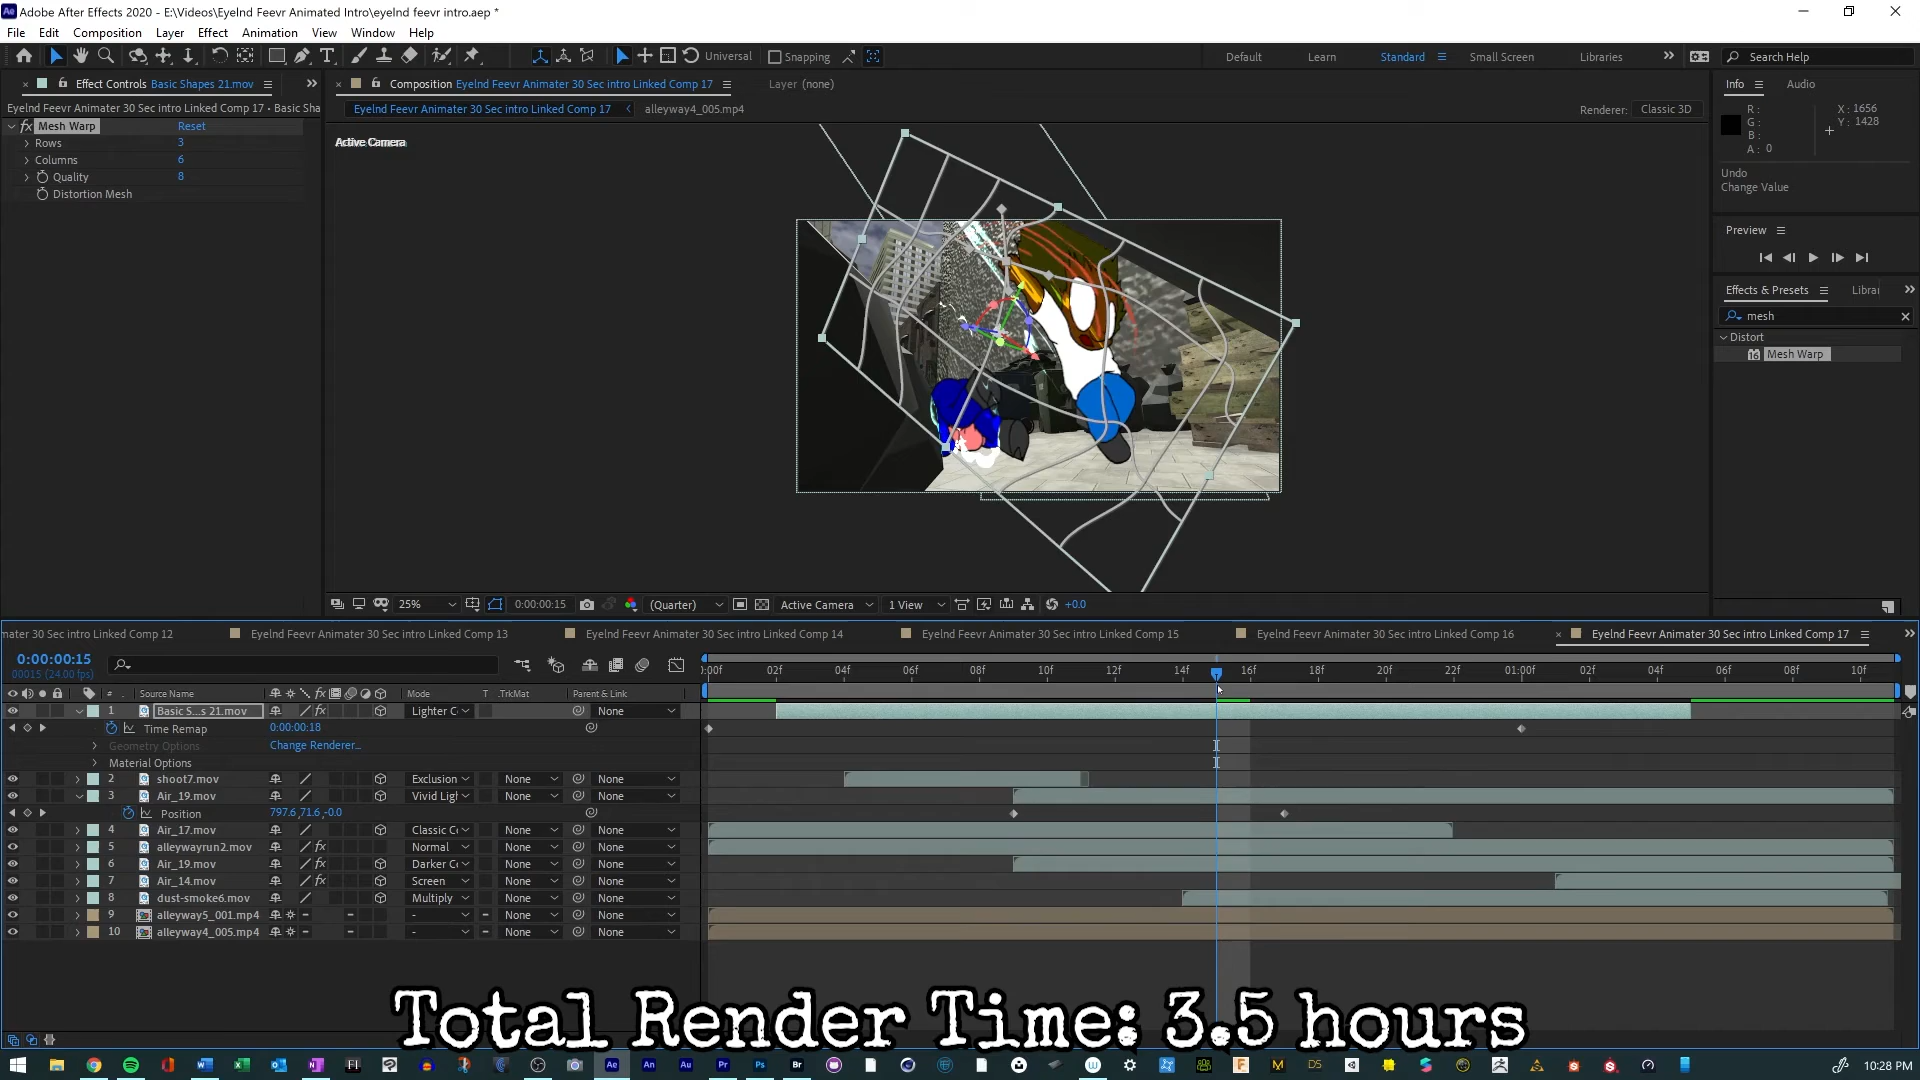 Adobe After Effects 2020 - E:\Videos\Eyelnd Feevr Animated Intro\eyelnd feevr intro.aep *
File Edit Composition Layer Effect Animation View Window Help
Universal Snapping Default Learn Standard Small Screen Libraries Search Help
Effect Controls Basic Shapes 21.mov
Composition Eyelnd Feevr Animater 30 Sec intro Linked Comp 17
Layer (none)
Info Audio
Eyelnd Feevr Animater 30 Sec intro Linked Comp 17 • Basic Sha
Eyelnd Feevr Animater 30 Sec intro Linked Comp 17 alleyway4_005.mp4
Renderer: Classic 3D
fx Mesh Warp Reset
Rows 3
Columns 6
Quality 8
Distortion Mesh
Active Camera
R: X: 1656
G: Y: 1428
B:
A: 0
Undo
Change Value
Preview
Effects & Presets Librar
mesh
Distort
Mesh Warp
25% 0:00:00:15 (Quarter) Active Camera 1 View +0.0
mater 30 Sec intro Linked Comp 12 Eyelnd Feevr Animater 30 Sec intro Linked Comp 13 Eyelnd Feevr Animater 30 Sec intro Linked Comp 14 Eyelnd Feevr Animater 30 Sec intro Linked Comp 15 Eyelnd Feevr Animater 30 Sec intro Linked Comp 16 Eyelnd Feevr Animater 30 Sec intro Linked Comp 17
0:00:00:15
00015 (24.00 fps)
:00f 02f 04f 06f 08f 10f 12f 14f 16f 18f 20f 22f 01:00f 02f 04f 06f 08f 10f
# Source Name Mode T .TrkMat Parent & Link
1 Basic S...s 21.mov Lighter C None
Time Remap 0:00:00:18
Geometry Options Change Renderer...
Material Options
2 shoot7.mov Exclusion None None
3 Air_19.mov Vivid Ligh None None
Position 797.6,71.6,-0.0
4 Air_17.mov Classic C None None
5 alleywayrun2.mov Normal None None
6 Air_19.mov Darker C None None
7 Air_14.mov Screen None None
8 dust-smoke6.mov Multiply None None
9 alleyway5_001.mp4 - None None
10 alleyway4_005.mp4 - None None
Total Render Time: 3.5 hours
10:28 PM